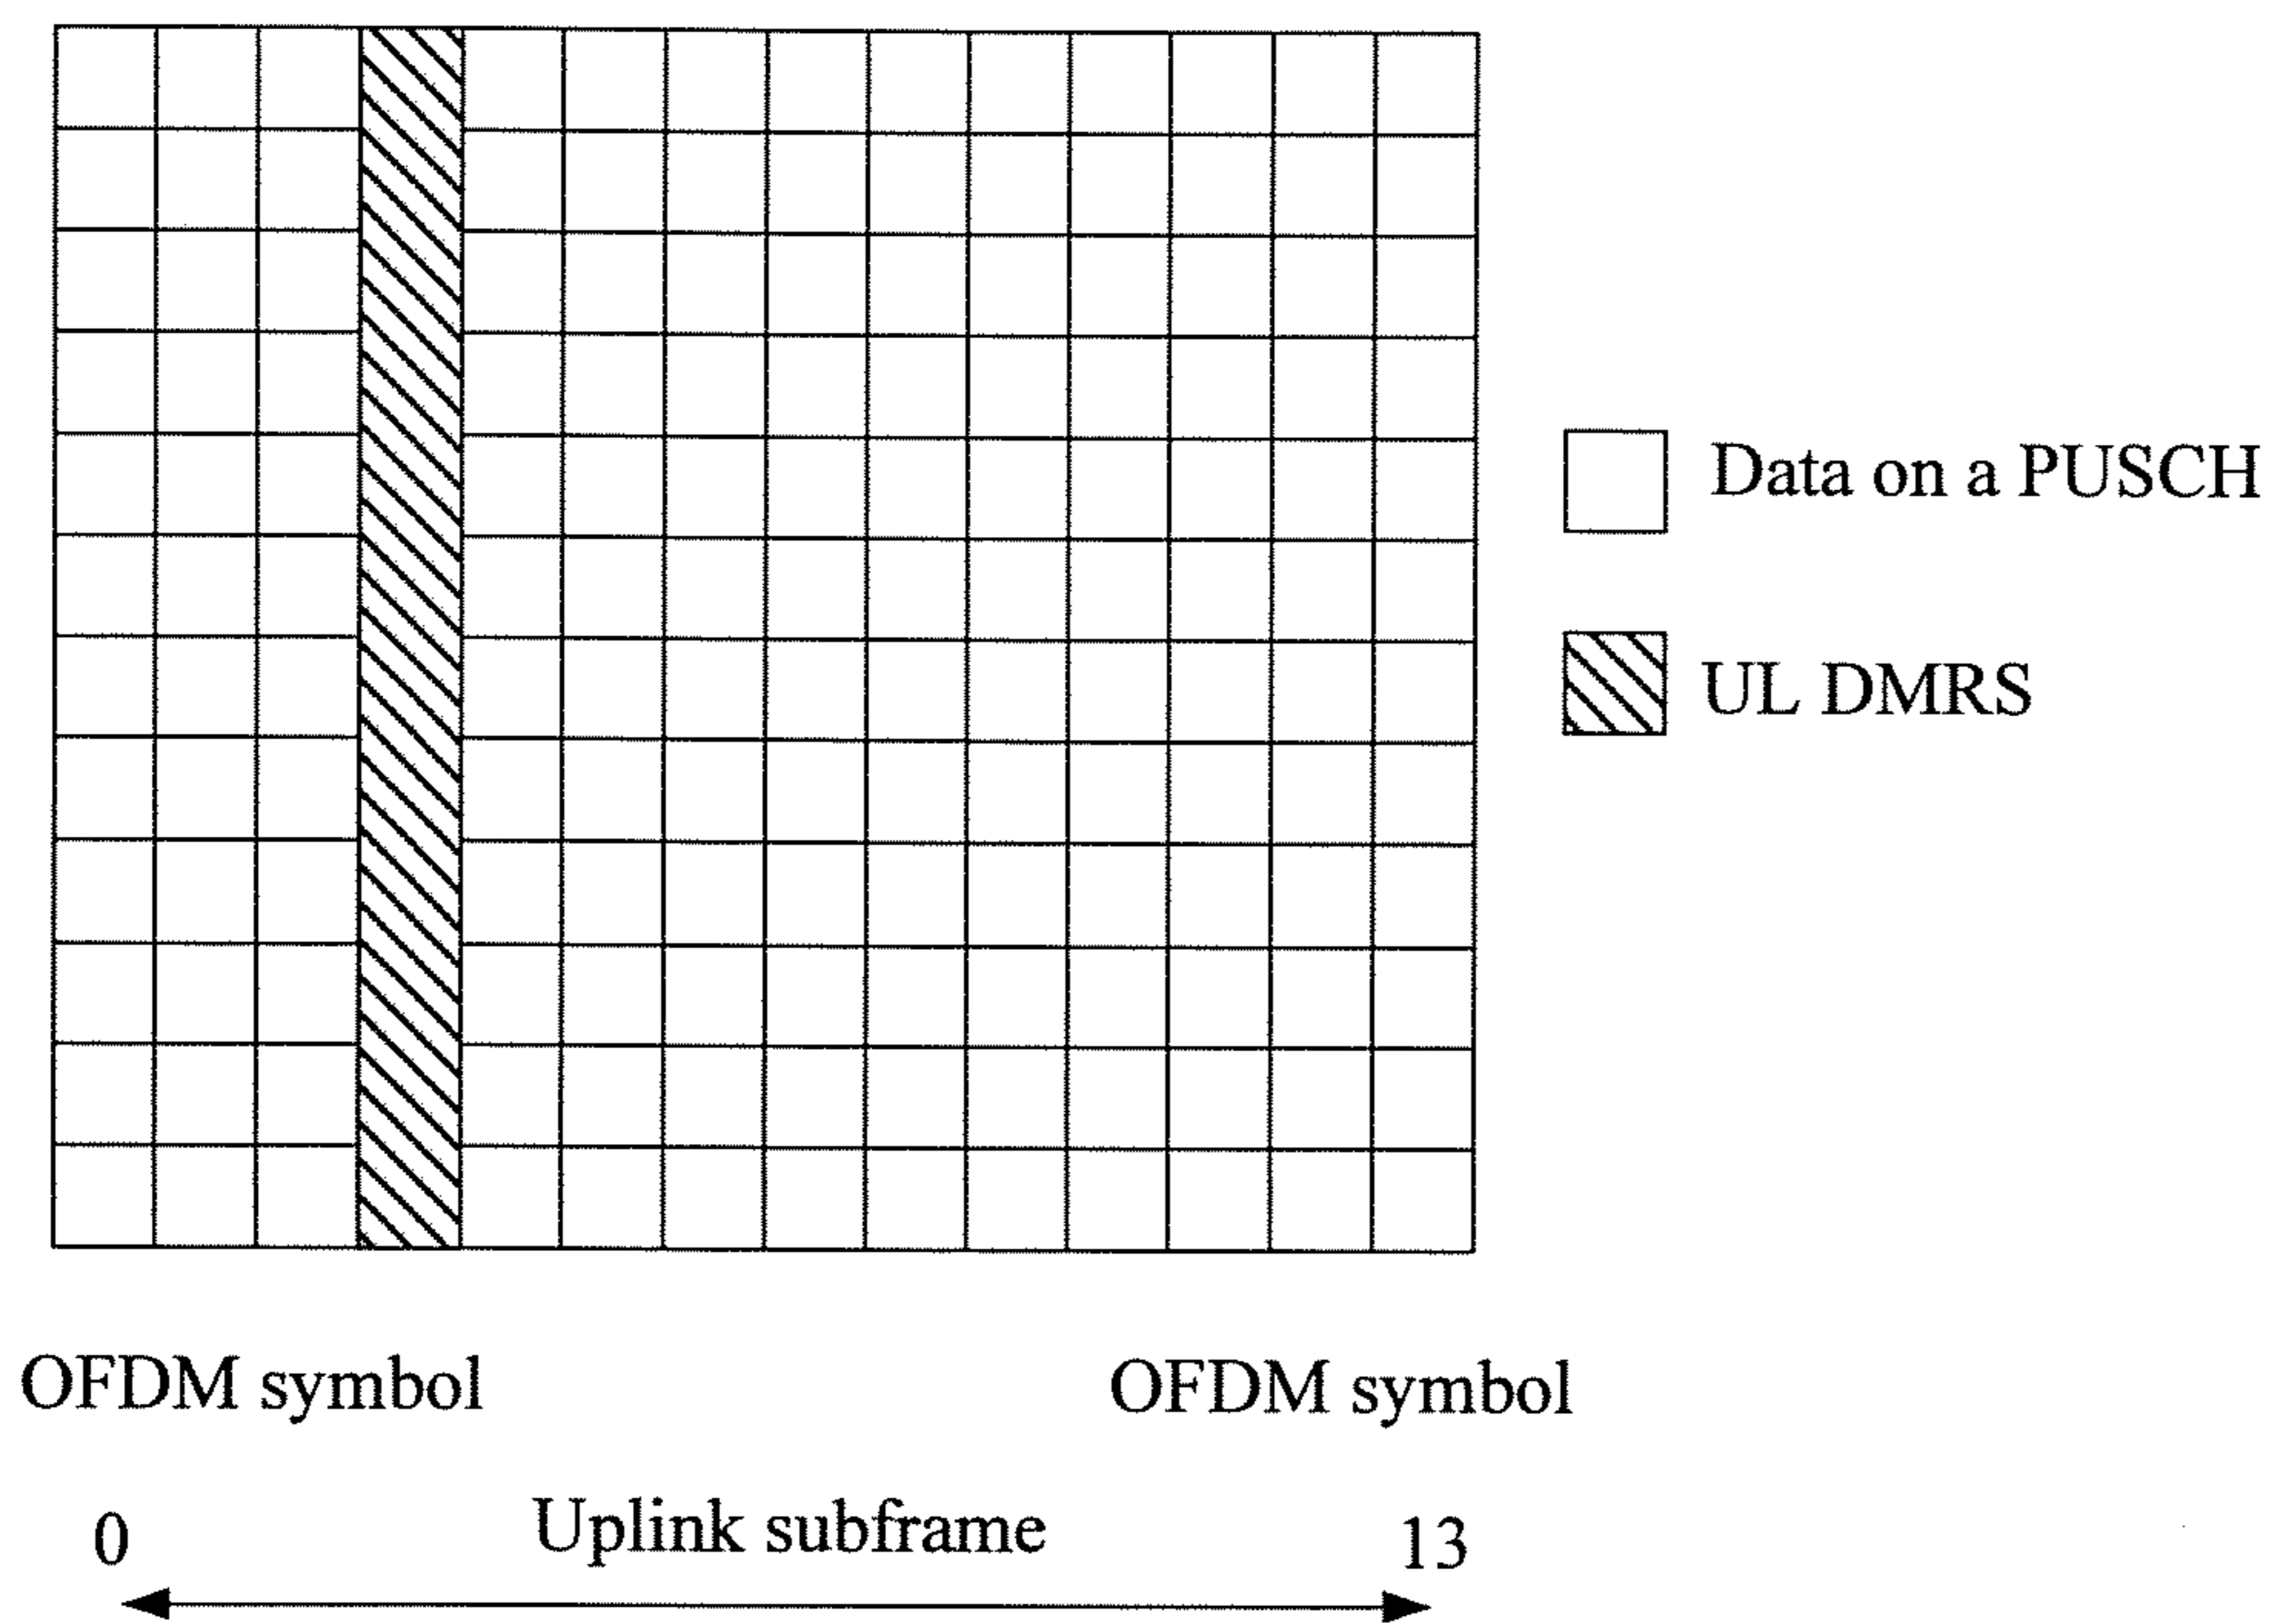 Data on a PUSCH
UL DMRS
OFDM symbol
OFDM symbol
0
Uplink subframe
13